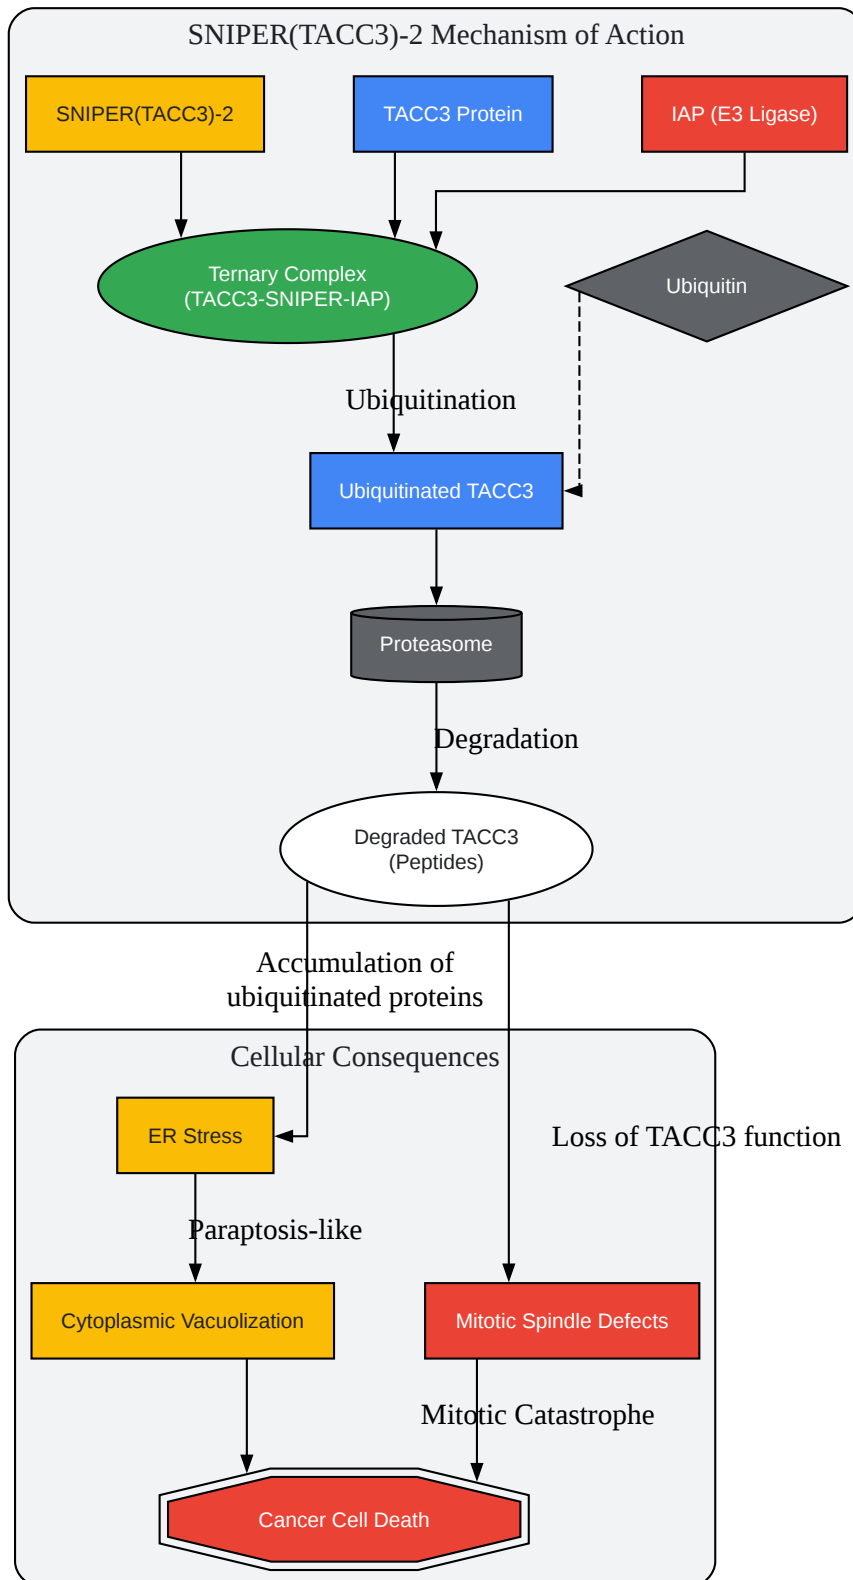 SNIPER(TACC3)-2 Mechanism of Action
SNIPER(TACC3)-2
TACC3 Protein
IAP (E3 Ligase)
Ternary Complex
(TACC3-SNIPER-IAP)
Ubiquitin
Ubiquitination
Ubiquitinated TACC3
Proteasome
Degradation
Degraded TACC3
(Peptides)
Accumulation of
ubiquitinated proteins
Cellular Consequences
ER Stress
Loss of TACC3 function
Paraptosis-like
Cytoplasmic Vacuolization
Mitotic Spindle Defects
Mitotic Catastrophe
Cancer Cell Death